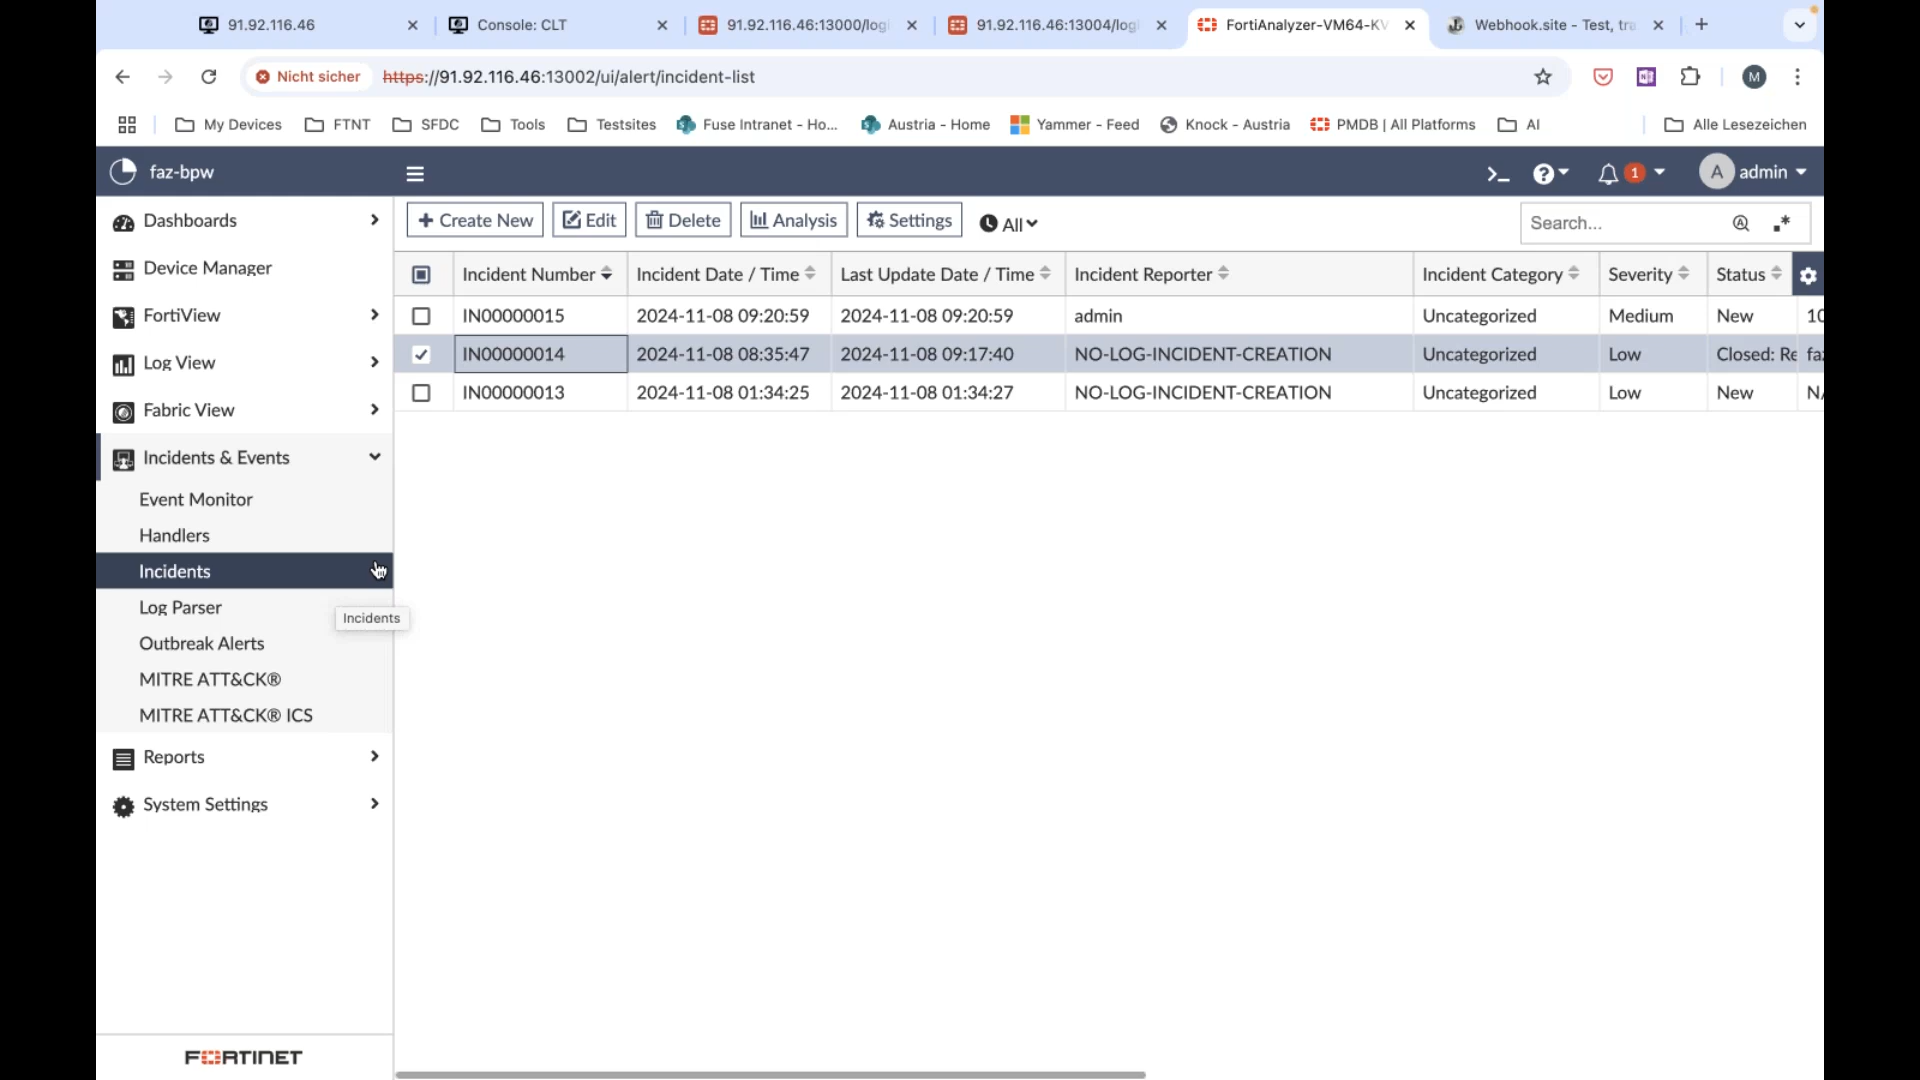 91.92.116.46
Console: CLT
91.92.116.46:13000/logi
91.92.116.46:13004/logi
FortiAnalyzer-VM64-KV
Webhook.site - Test, tra
Nicht sicher
https://91.92.116.46:13002/ui/alert/incident-list
M
My Devices
FTNT
SFDC
Tools
Testsites
Fuse Intranet - Ho...
Austria - Home
Yammer - Feed
Knock - Austria
PMDB | All Platforms
AI
Alle Lesezeichen
faz-bpw
1
A
admin
Dashboards
Device Manager
FortiView
Log View
Fabric View
Incidents & Events
Event Monitor
Handlers
Incidents
Log Parser
Outbreak Alerts
MITRE ATT&CK®
MITRE ATT&CK® ICS
Reports
System Settings
Incidents
FORTINET
+ Create New
Edit
Delete
Analysis
Settings
All
Search...
Incident Number Incident Date / Time Last Update Date / Time Incident Reporter Incident Category Severity Status
IN00000015 2024-11-08 09:20:59 2024-11-08 09:20:59 admin Uncategorized Medium New 10
IN00000014 2024-11-08 08:35:47 2024-11-08 09:17:40 NO-LOG-INCIDENT-CREATION Uncategorized Low Closed: Re faz
IN00000013 2024-11-08 01:34:25 2024-11-08 01:34:27 NO-LOG-INCIDENT-CREATION Uncategorized Low New N/